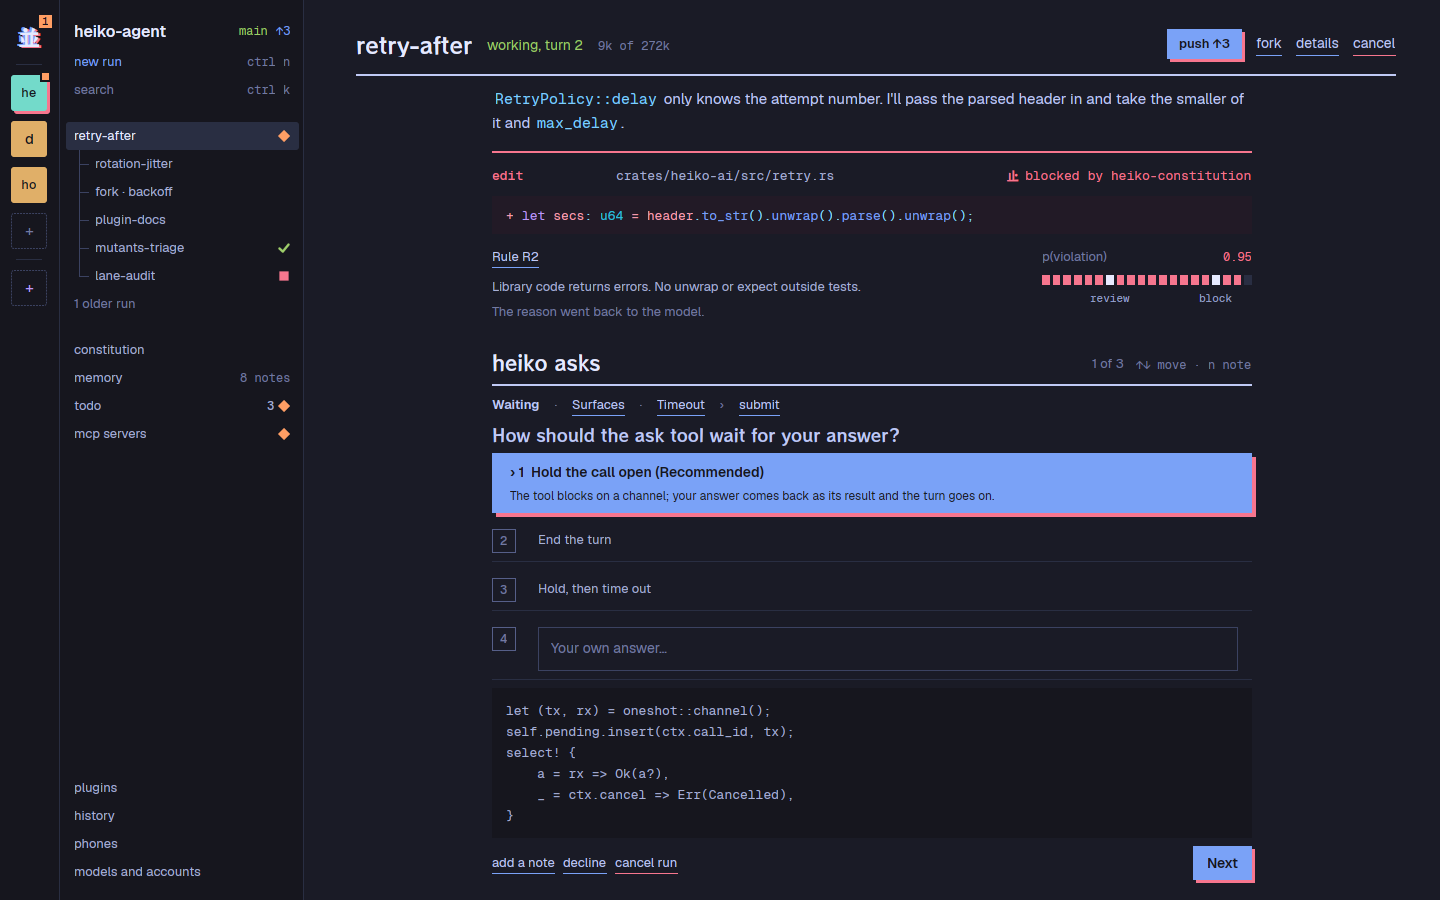 1
he
d
ho
+
+
heiko-agent
main ↑3
new run
ctrl n
search
ctrl k
retry-after
rotation-jitter
fork · backoff
plugin-docs
mutants-triage
lane-audit
1 older run
constitution
memory
8 notes
todo
3
mcp servers
plugins
history
phones
models and accounts
retry-after
working, turn 2
9k of 272k
push ↑3
fork
details
cancel
RetryPolicy::delay only knows the attempt number. I'll pass the parsed header in and take the smaller of
it and max_delay.
edit
crates/heiko-ai/src/retry.rs
blocked by heiko-constitution
+ let secs: u64 = header.to_str().unwrap().parse().unwrap();
Rule R2
p(violation)
0.95
Library code returns errors. No unwrap or expect outside tests.
review
block
The reason went back to the model.
heiko asks
1 of 3
↑↓ move · n note
Waiting · Surfaces · Timeout › submit
How should the ask tool wait for your answer?
› 1 Hold the call open (Recommended)
The tool blocks on a channel; your answer comes back as its result and the turn goes on.
2 End the turn
3 Hold, then time out
4 Your own answer…
let (tx, rx) = oneshot::channel();
self.pending.insert(ctx.call_id, tx);
select! {
    a = rx => Ok(a?),
    _ = ctx.cancel => Err(Cancelled),
}
add a note
decline
cancel run
Next